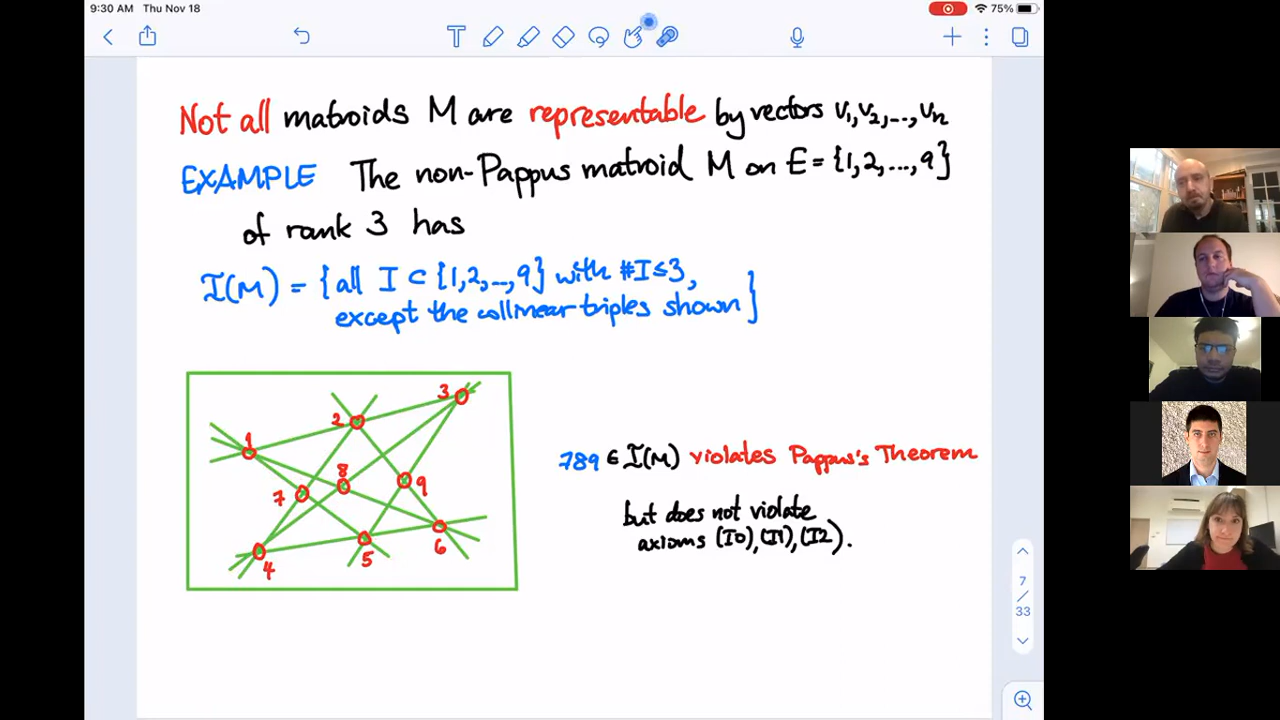 9:30 AM Thu Nov 18
75%
Not all matroids M are representable by vectors v₁, v₂, ..., vₙ
EXAMPLE The non-Pappus matroid M on E = {1, 2, ..., 9}
of rank 3 has
I(M) = {all I ⊂ {1, 2, ..., 9} with #I ≤ 3,
except the collinear triples shown}
3
2
1
8
7
9
6
5
4
789 ∈ I(M) violates Pappus's Theorem
but does not violate
axioms (I0), (I1), (I2).
7
/
33